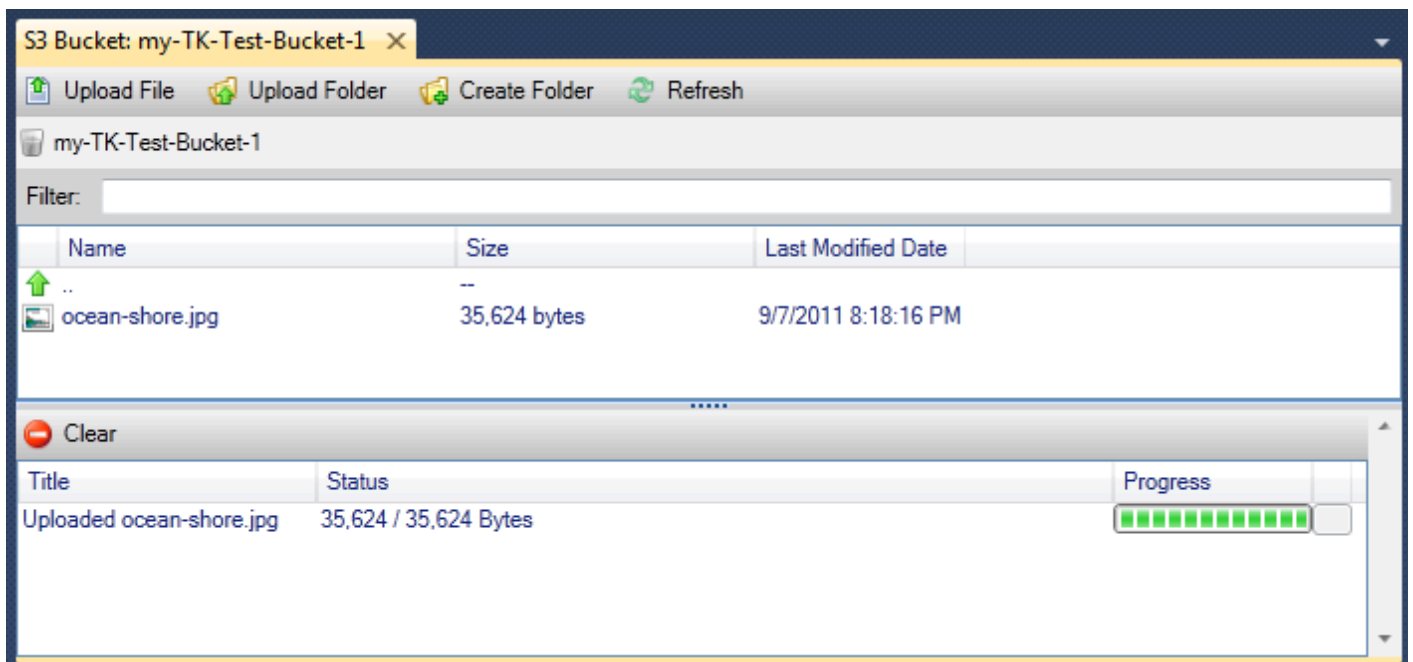 S3 Bucket: my-TK-Test-Bucket-1
Upload File Upload Folder Create Folder Refresh
my-TK-Test-Bucket-1
Filter:
Name Size Last Modified Date
.. --
ocean-shore.jpg 35,624 bytes 9/7/2011 8:18:16 PM
Clear
Title Status Progress
Uploaded ocean-shore.jpg 35,624 / 35,624 Bytes